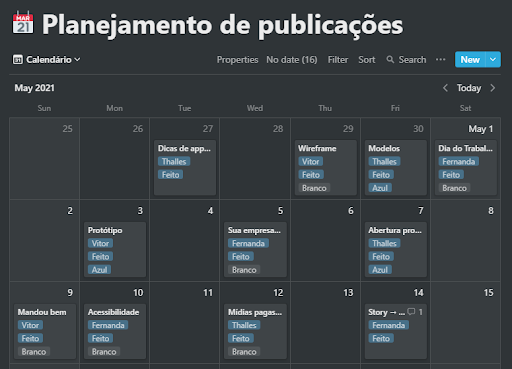 MAR
21
Planejamento de publicações
31 Calendário
Properties No date (16) Filter Sort Search ··· New
May 2021
Today
Sun Mon Tue Wed Thu Fri Sat
25 26 27 28 29 30 May 1
Dicas de app...
Thalles
Feito
Wireframe
Vitor
Feito
Branco
Modelos
Thalles
Feito
Azul
Dia do Trabal...
Fernanda
Feito
Branco
2 3 4 5 6 7 8
Protótipo
Vitor
Feito
Azul
Sua empresa...
Fernanda
Feito
Branco
Abertura pro...
Thalles
Feito
Azul
9 10 11 12 13 14 15
Mandou bem
Vitor
Feito
Branco
Acessibilidade
Fernanda
Feito
Branco
Mídias pagas...
Thalles
Feito
Branco
Story → ... 1
Fernanda
Feito